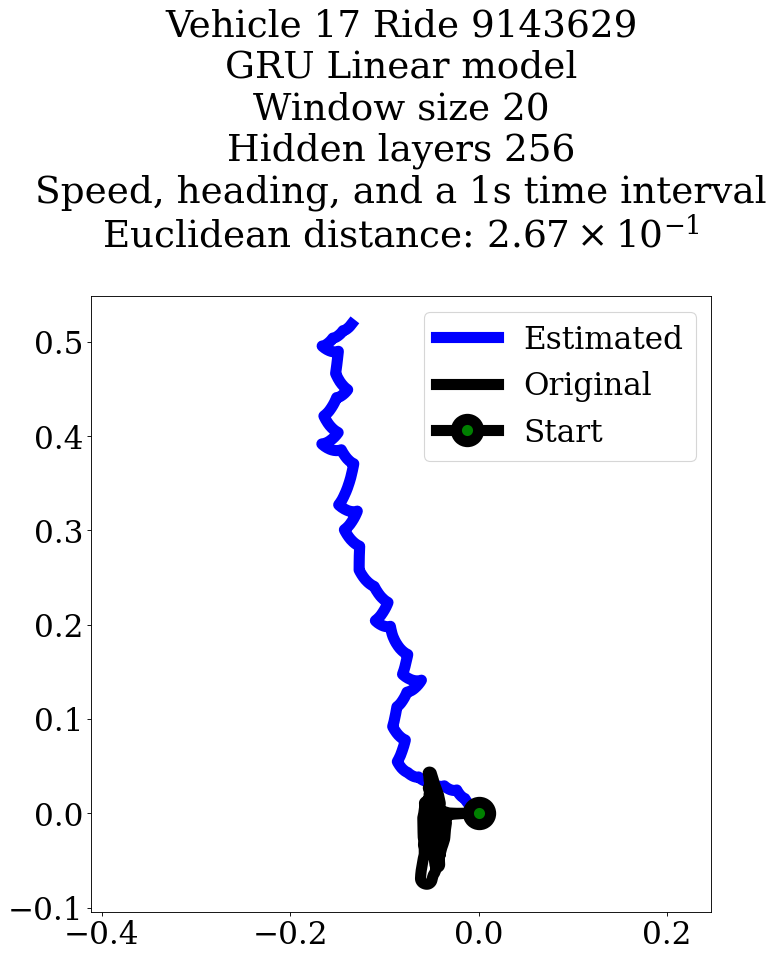 Vehicle 17 Ride 9143629
GRU Linear model
Window size 20
Hidden layers 256
Speed, heading, and a 1s time interval
Euclidean distance: 2.67 × 10⁻¹
Estimated
Original
Start
0.5
0.4
0.3
0.2
0.1
0.0
−0.1
−0.4
−0.2
0.0
0.2